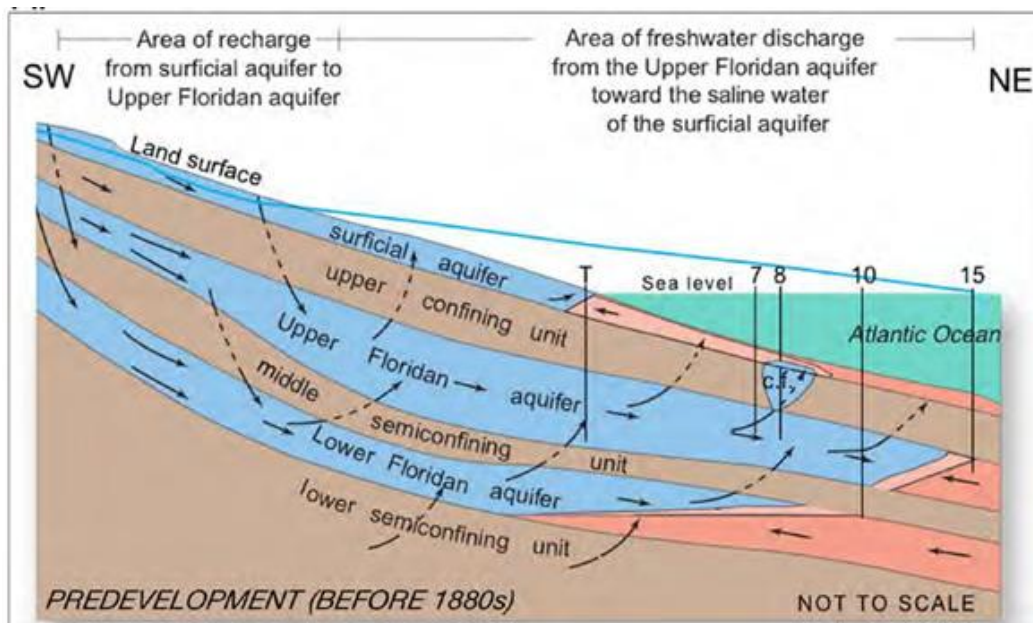 Area of recharge
from surficial aquifer to
Upper Floridan aquifer
Area of freshwater discharge
from the Upper Floridan aquifer
toward the saline water
of the surficial aquifer
SW
NE
Land surface
surficial aquifer
upper confining unit
Upper Floridan aquifer
middle semiconfining unit
Lower Floridan aquifer
lower semiconfining unit
T
Sea level
7
8
10
15
Atlantic Ocean
c.f.
PREDEVELOPMENT (BEFORE 1880s)
NOT TO SCALE